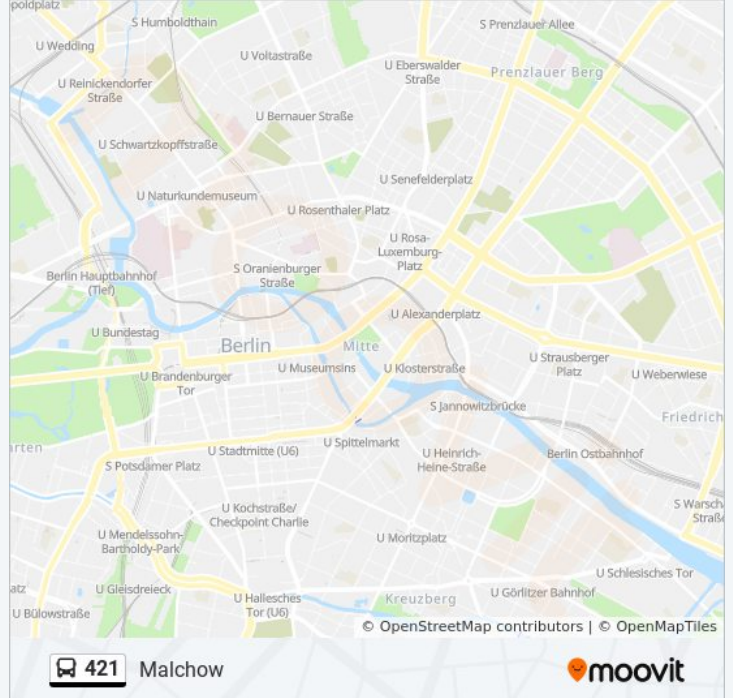 poldplatz
S Humboldthain
S Prenzlauer Allee
U Wedding
U Voltastraße
U Eberswalder
Straße
Prenzlauer Berg
U Reinickendorfer
Straße
U Bernauer Straße
U Schwartzkopffstraße
U Senefelderplatz
U Naturkundemuseum
U Rosenthaler Platz
U Rosa-
Luxemburg-
Platz
Berlin Hauptbahnhof
(Tief)
S Oranienburger
Straße
U Alexanderplatz
U Bundestag
Berlin
Mitte
U Museumsins
U Klosterstraße
U Strausberger
Platz
U Weberwiese
U Brandenburger
Tor
S Jannowitzbrücke
Friedrich
rten
U Stadtmitte (U6)
U Spittelmarkt
U Heinrich-
Heine-Straße
Berlin Ostbahnhof
S Potsdamer Platz
S Warsch
Straße
U Kochstraße/
Checkpoint Charlie
U Mendelssohn-
Bartholdy-Park
U Moritzplatz
U Schlesisches Tor
atz
U Gleisdreieck
U Hallesches
Tor (U6)
Kreuzberg
U Görlitzer Bahnhof
U Bülowstraße
© OpenStreetMap contributors | © OpenMapTiles
421 Malchow
moovit